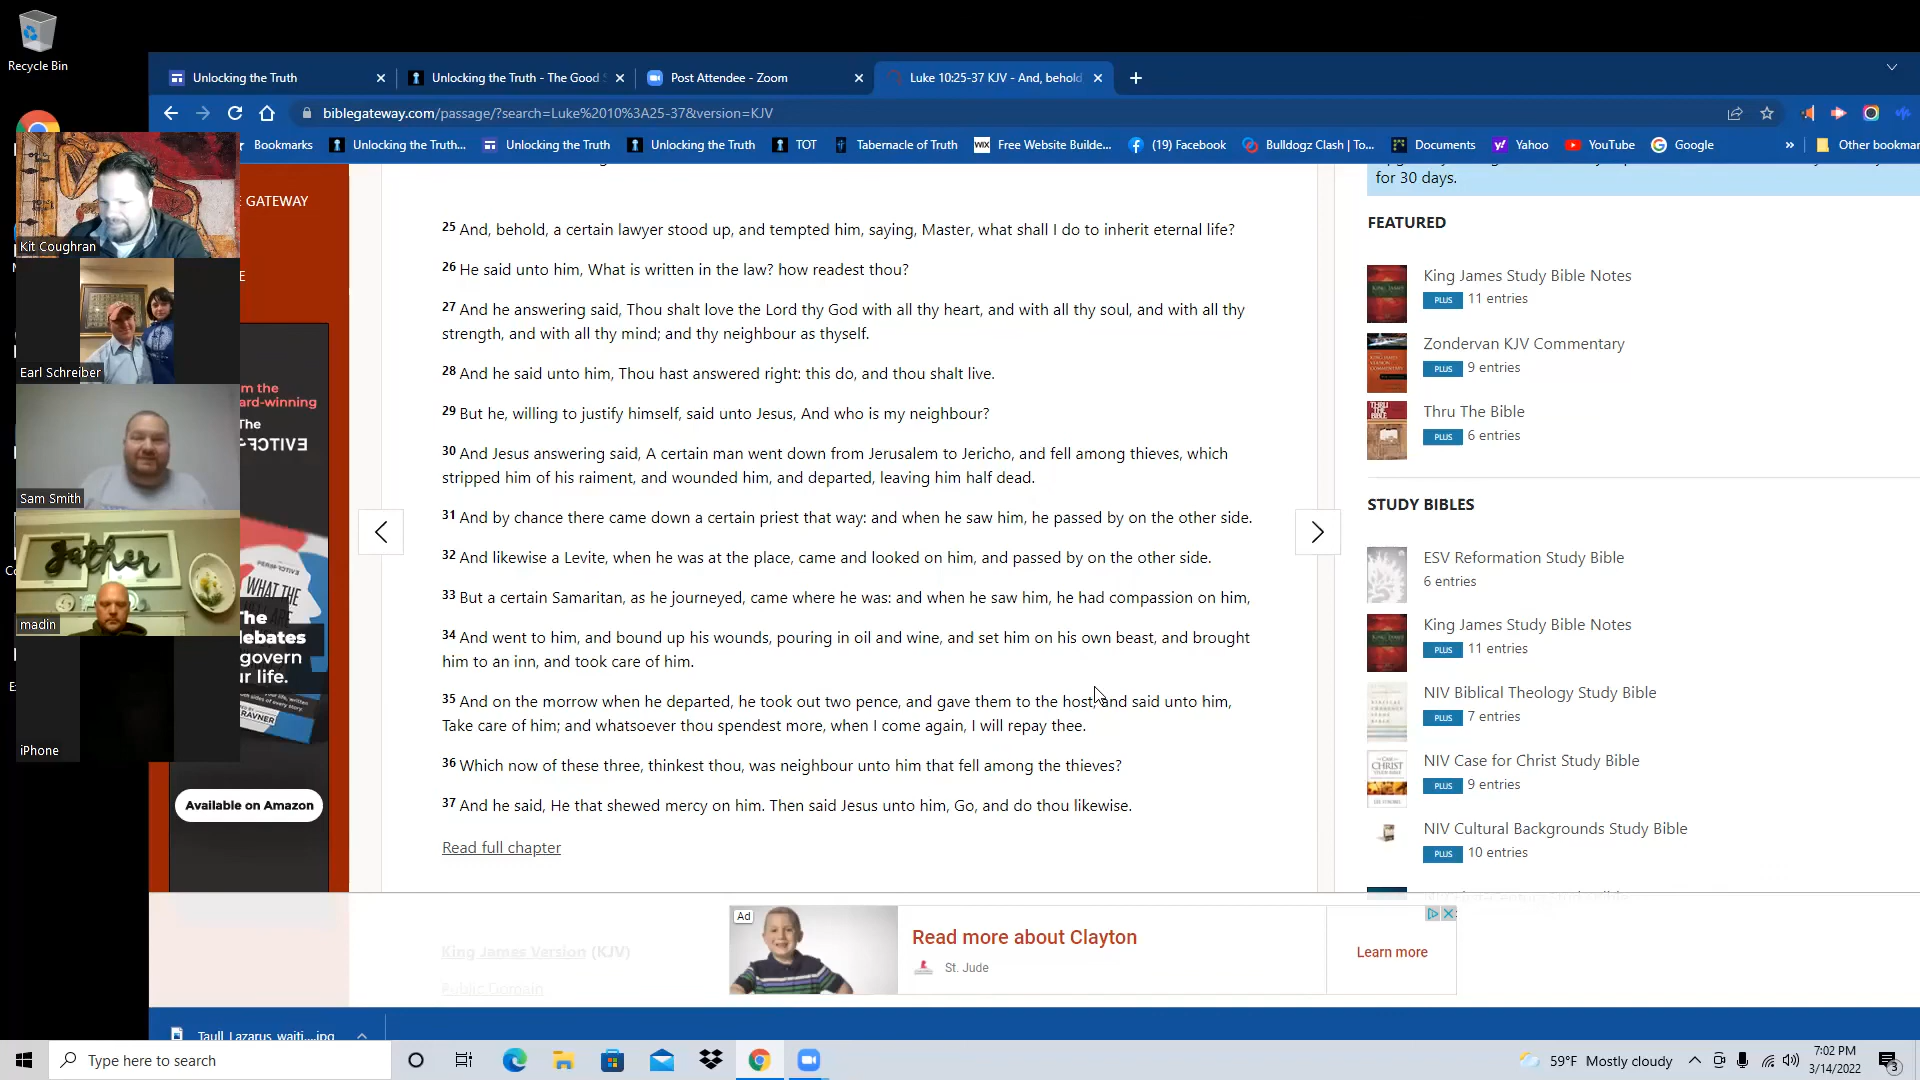 Recycle Bin
Unlocking the Truth
Unlocking the Truth - The Good S
Post Attendee - Zoom
Luke 10:25-37 KJV - And, behold
biblegateway.com/passage/?search=Luke%2010%3A25-37&version=KJV
Bookmarks
Unlocking the Truth...
Unlocking the Truth
Unlocking the Truth
TOT
Tabernacle of Truth
Free Website Builde...
(19) Facebook
Bulldogz Clash | To...
Documents
Yahoo
YouTube
Google
»
Other bookmar
GATEWAY
Kit Coughran
Earl Schreiber
Sam Smith
gather
madin
iPhone
m the
ard-winning
The
WHAT THE
The
debates
govern
ur life.
RAVNER
Available on Amazon
25 And, behold, a certain lawyer stood up, and tempted him, saying, Master, what shall I do to inherit eternal life?
26 He said unto him, What is written in the law? how readest thou?
27 And he answering said, Thou shalt love the Lord thy God with all thy heart, and with all thy soul, and with all thy
strength, and with all thy mind; and thy neighbour as thyself.
28 And he said unto him, Thou hast answered right: this do, and thou shalt live.
29 But he, willing to justify himself, said unto Jesus, And who is my neighbour?
30 And Jesus answering said, A certain man went down from Jerusalem to Jericho, and fell among thieves, which
stripped him of his raiment, and wounded him, and departed, leaving him half dead.
31 And by chance there came down a certain priest that way: and when he saw him, he passed by on the other side.
32 And likewise a Levite, when he was at the place, came and looked on him, and passed by on the other side.
33 But a certain Samaritan, as he journeyed, came where he was: and when he saw him, he had compassion on him,
34 And went to him, and bound up his wounds, pouring in oil and wine, and set him on his own beast, and brought
him to an inn, and took care of him.
35 And on the morrow when he departed, he took out two pence, and gave them to the host, and said unto him,
Take care of him; and whatsoever thou spendest more, when I come again, I will repay thee.
36 Which now of these three, thinkest thou, was neighbour unto him that fell among the thieves?
37 And he said, He that shewed mercy on him. Then said Jesus unto him, Go, and do thou likewise.
Read full chapter
King James Version (KJV)
Public Domain
for 30 days.
FEATURED
King James Study Bible Notes
PLUS 11 entries
Zondervan KJV Commentary
PLUS 9 entries
Thru The Bible
PLUS 6 entries
STUDY BIBLES
ESV Reformation Study Bible
6 entries
King James Study Bible Notes
PLUS 11 entries
NIV Biblical Theology Study Bible
PLUS 7 entries
NIV Case for Christ Study Bible
PLUS 9 entries
NIV Cultural Backgrounds Study Bible
PLUS 10 entries
Ad
Read more about Clayton
St. Jude
Learn more
Taull_Lazarus_waiti....jpg
Type here to search
59°F Mostly cloudy
7:02 PM
3/14/2022
3